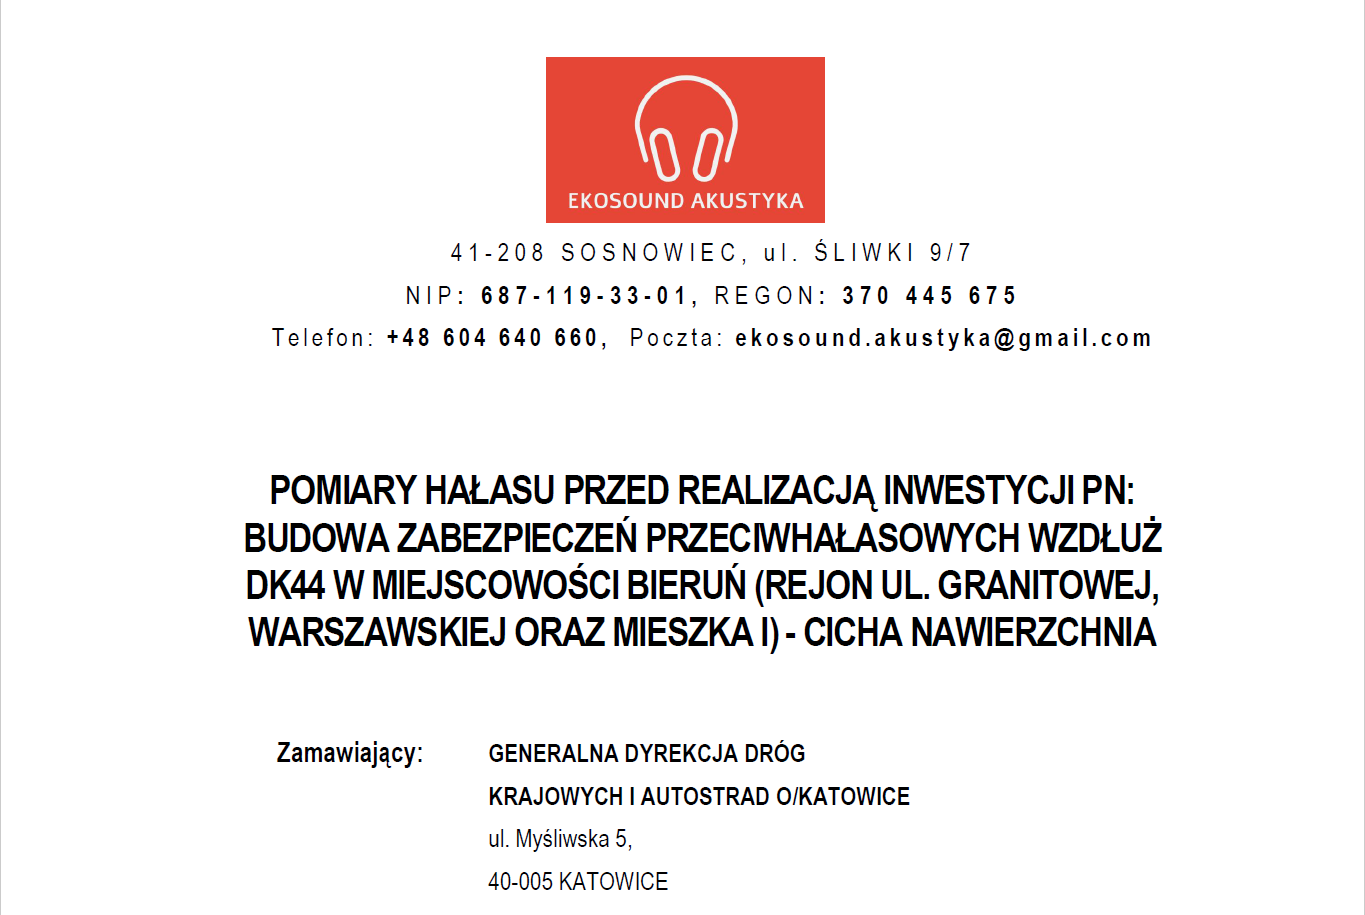 EKOSOUND AKUSTYKA
41-208 SOSNOWIEC, ul. ŚLIWKI 9/7
NIP: 687-119-33-01, REGON: 370 445 675
Telefon: +48 604 640 660, Poczta: ekosound.akustyka@gmail.com
POMIARY HAŁASU PRZED REALIZACJĄ INWESTYCJI PN:
BUDOWA ZABEZPIECZEŃ PRZECIWHAŁASOWYCH WZDŁUŻ
DK44 W MIEJSCOWOŚCI BIERUŃ (REJON UL. GRANITOWEJ,
WARSZAWSKIEJ ORAZ MIESZKA I) - CICHA NAWIERZCHNIA
Zamawiający: GENERALNA DYREKCJA DRÓG
KRAJOWYCH I AUTOSTRAD O/KATOWICE
ul. Myśliwska 5,
40-005 KATOWICE